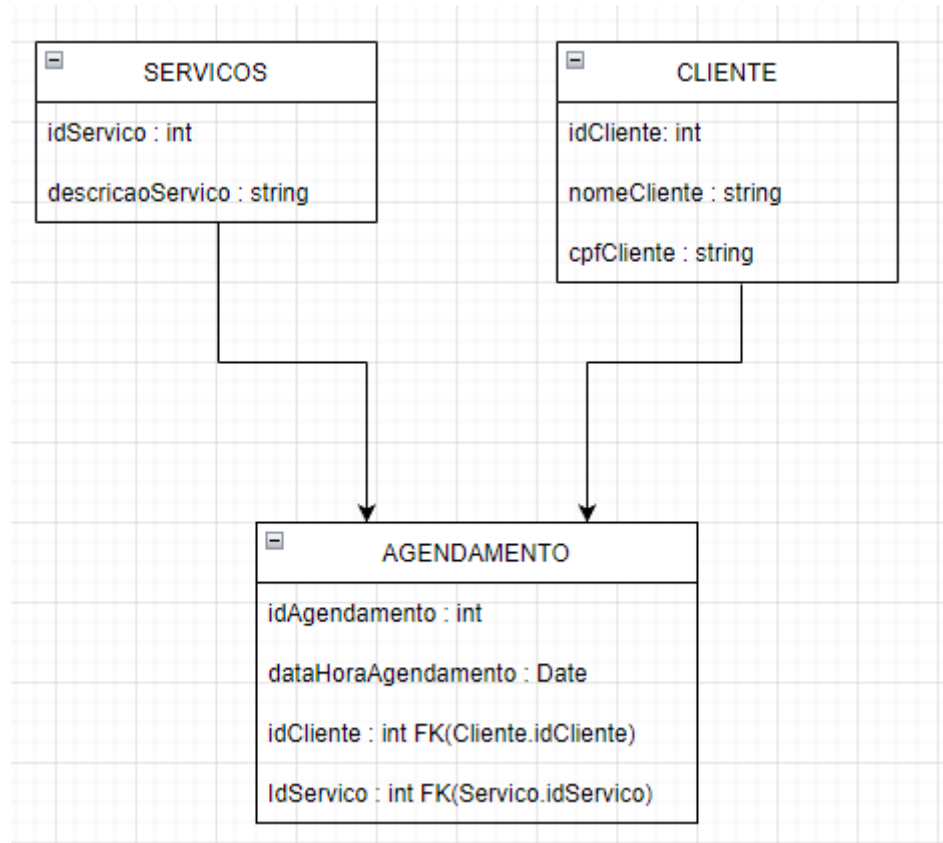 SERVICOS
idServico : int
descricaoServico : string
CLIENTE
idCliente: int
nomeCliente : string
cpfCliente : string
AGENDAMENTO
idAgendamento : int
dataHoraAgendamento : Date
idCliente : int FK(Cliente.idCliente)
IdServico : int FK(Servico.idServico)